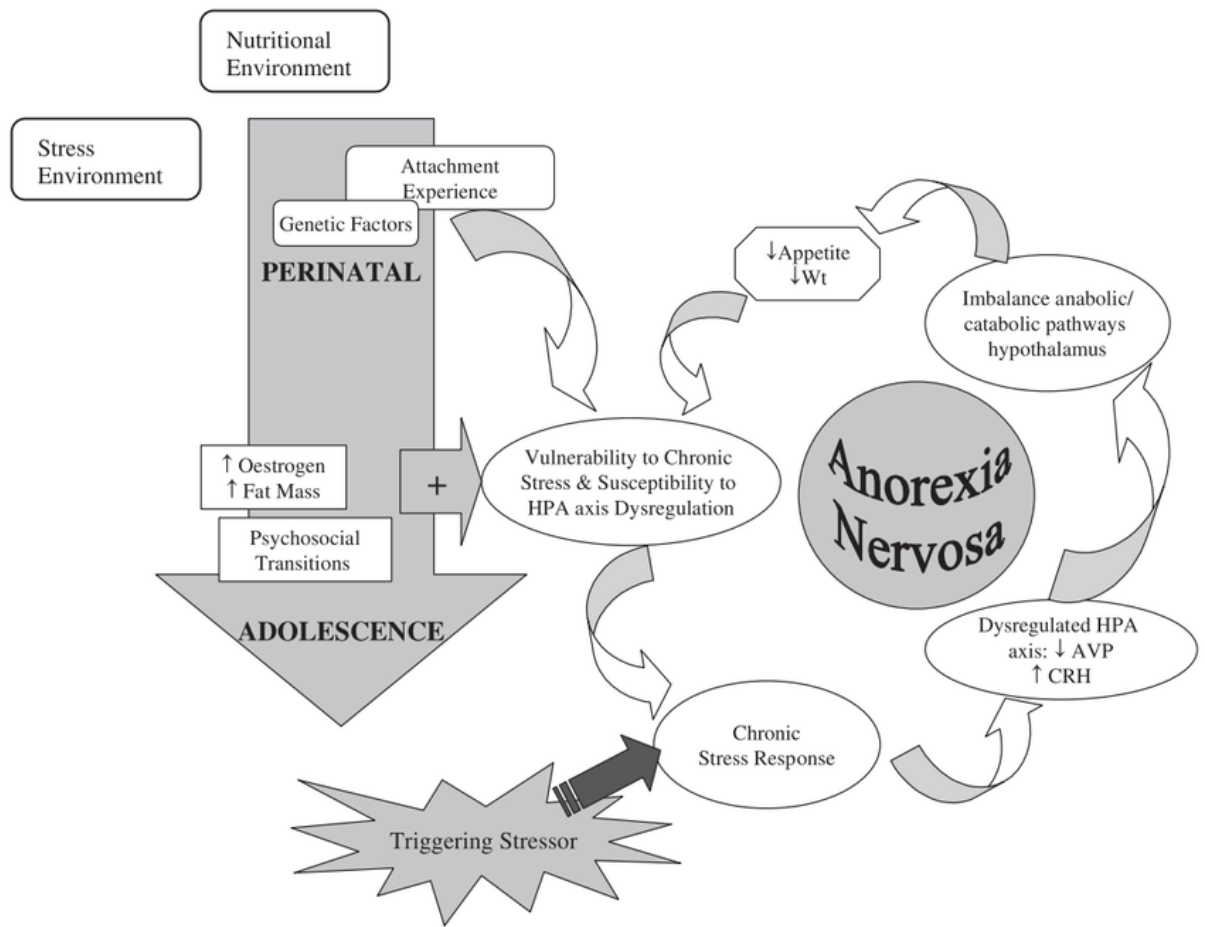 Nutritional
Environment
Stress
Environment
Attachment
Experience
Genetic Factors
PERINATAL
↓Appetite
↓Wt
Imbalance anabolic/
catabolic pathways
hypothalamus
↑ Oestrogen
↑ Fat Mass
+
Vulnerability to Chronic
Stress & Susceptibility to
HPA axis Dysregulation
Anorexia
Nervosa
Psychosocial
Transitions
ADOLESCENCE
Dysregulated HPA
axis: ↓ AVP
↑ CRH
Chronic
Stress Response
Triggering Stressor